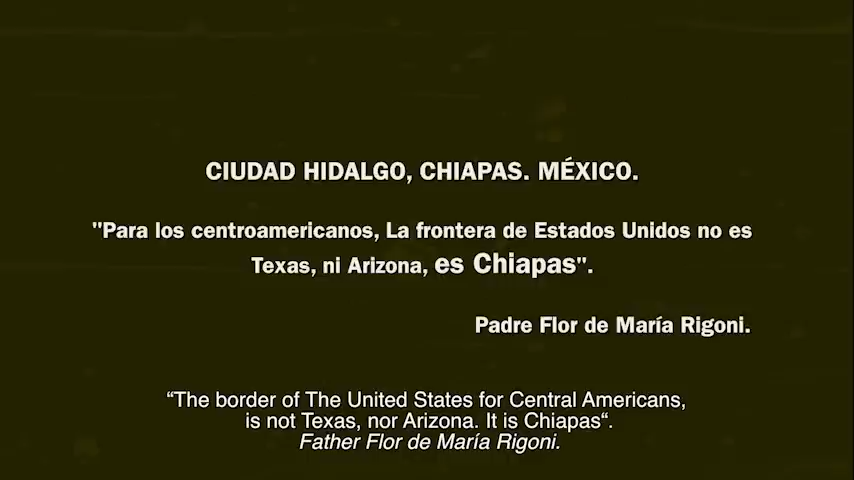 CIUDAD HIDALGO, CHIAPAS. MÉXICO.
"Para los centroamericanos, La frontera de Estados Unidos no es
Texas, ni Arizona, es Chiapas".
Padre Flor de María Rigoni.
“The border of The United States for Central Americans,
is not Texas, nor Arizona. It is Chiapas“.
Father Flor de María Rigoni.